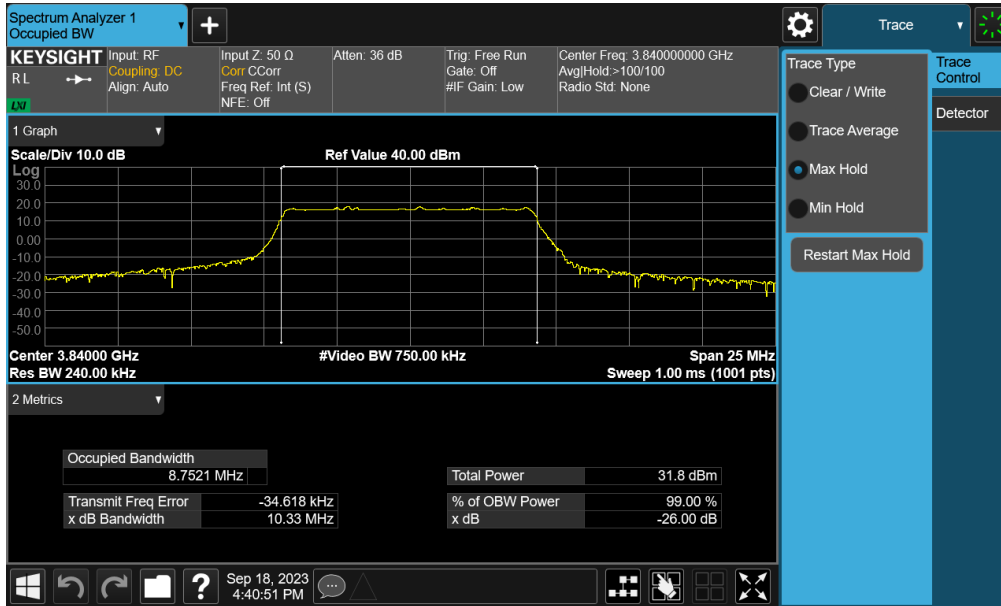 Spectrum Analyzer 1
Occupied BW
+
Trace
KEYSIGHT
RL
LXI
Input: RF
Coupling: DC
Align: Auto
Input Z: 50 Ω
Corr CCorr
Freq Ref: Int (S)
NFE: Off
Atten: 36 dB
Trig: Free Run
Gate: Off
#IF Gain: Low
Center Freq: 3.840000000 GHz
Avg|Hold:>100/100
Radio Std: None
Trace Type
Clear / Write
Trace Average
Max Hold
Min Hold
Restart Max Hold
Trace
Control
Detector
1 Graph
Scale/Div 10.0 dB
Ref Value 40.00 dBm
Log
30.0
20.0
10.0
0.00
-10.0
-20.0
-30.0
-40.0
-50.0
Center 3.84000 GHz
#Video BW 750.00 kHz
Span 25 MHz
Res BW 240.00 kHz
Sweep 1.00 ms (1001 pts)
2 Metrics
Occupied Bandwidth
8.7521 MHz
Total Power 31.8 dBm
Transmit Freq Error -34.618 kHz
% of OBW Power 99.00 %
x dB Bandwidth 10.33 MHz
x dB -26.00 dB
?
Sep 18, 2023
4:40:51 PM